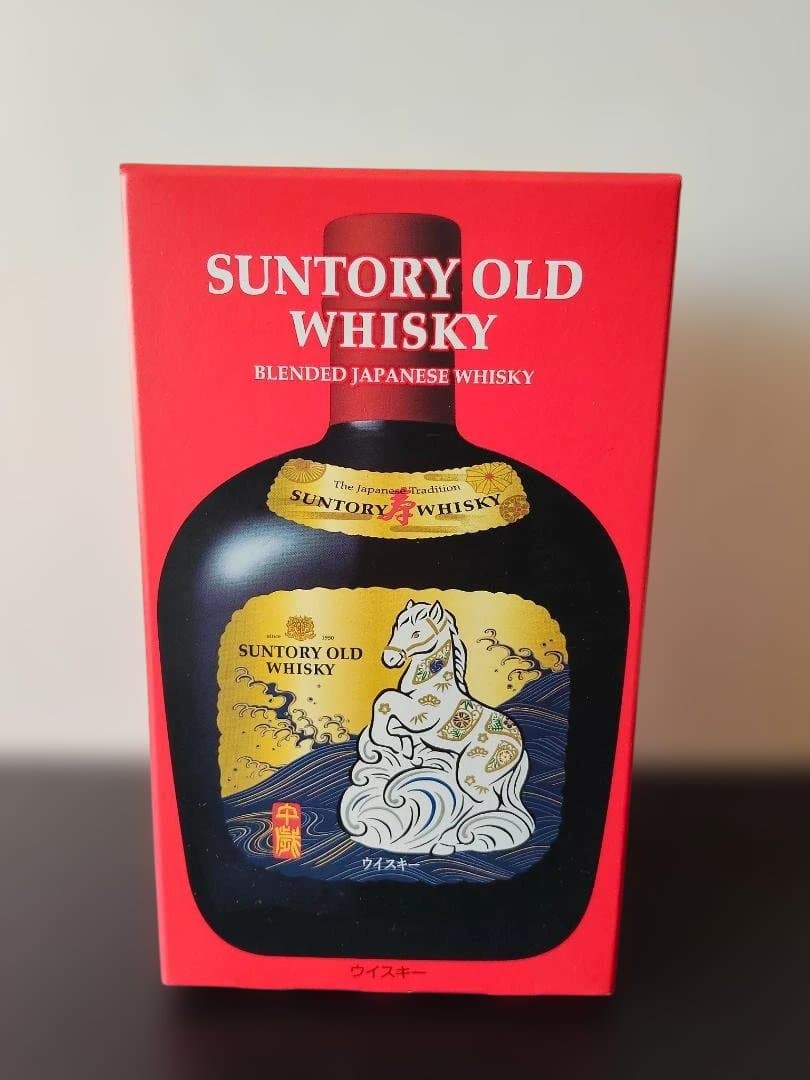 SUNTORY OLD
WHISKY
BLENDED JAPANESE WHISKY
The Japanese Tradition
SUNTORY 寿 WHISKY
since 1950
SUNTORY OLD
WHISKY
午歳
ウイスキー
ウイスキー